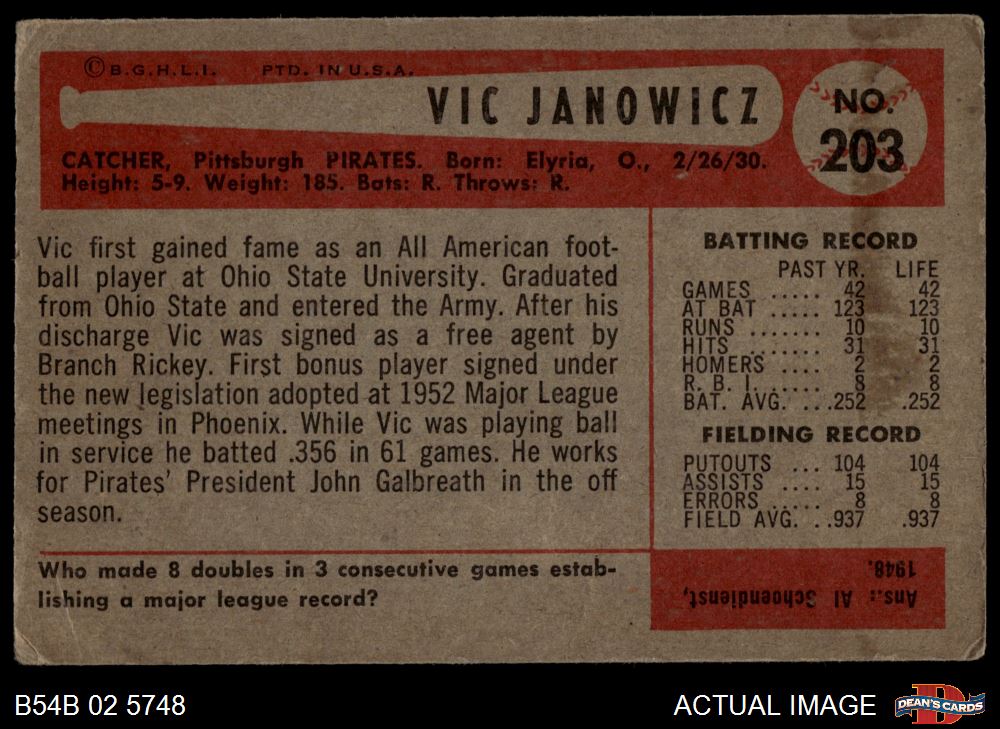 © B.G.H.L.I. PTD. IN U.S.A.
VIC JANOWICZ
NO.
203
CATCHER, Pittsburgh PIRATES. Born: Elyria, O., 2/26/30.
Height: 5-9. Weight: 185. Bats: R. Throws: R.
Vic first gained fame as an All American foot-
ball player at Ohio State University. Graduated
from Ohio State and entered the Army. After his
discharge Vic was signed as a free agent by
Branch Rickey. First bonus player signed under
the new legislation adopted at 1952 Major League
meetings in Phoenix. While Vic was playing ball
in service he batted .356 in 61 games. He works
for Pirates' President John Galbreath in the off
season.
BATTING RECORD
PAST YR. LIFE
GAMES ..... 42 42
AT BAT ..... 123 123
RUNS ....... 10 10
HITS ....... 31 31
HOMERS .... 2 2
R. B. I. ..... 8 8
BAT. AVG. ...252 .252
FIELDING RECORD
PUTOUTS ... 104 104
ASSISTS .... 15 15
ERRORS .... 8 8
FIELD AVG. ..937 .937
Who made 8 doubles in 3 consecutive games estab-
lishing a major league record?
Ans.: Al Schoendienst,
1948.
B54B 02 5748
ACTUAL IMAGE
DEAN'S CARDS